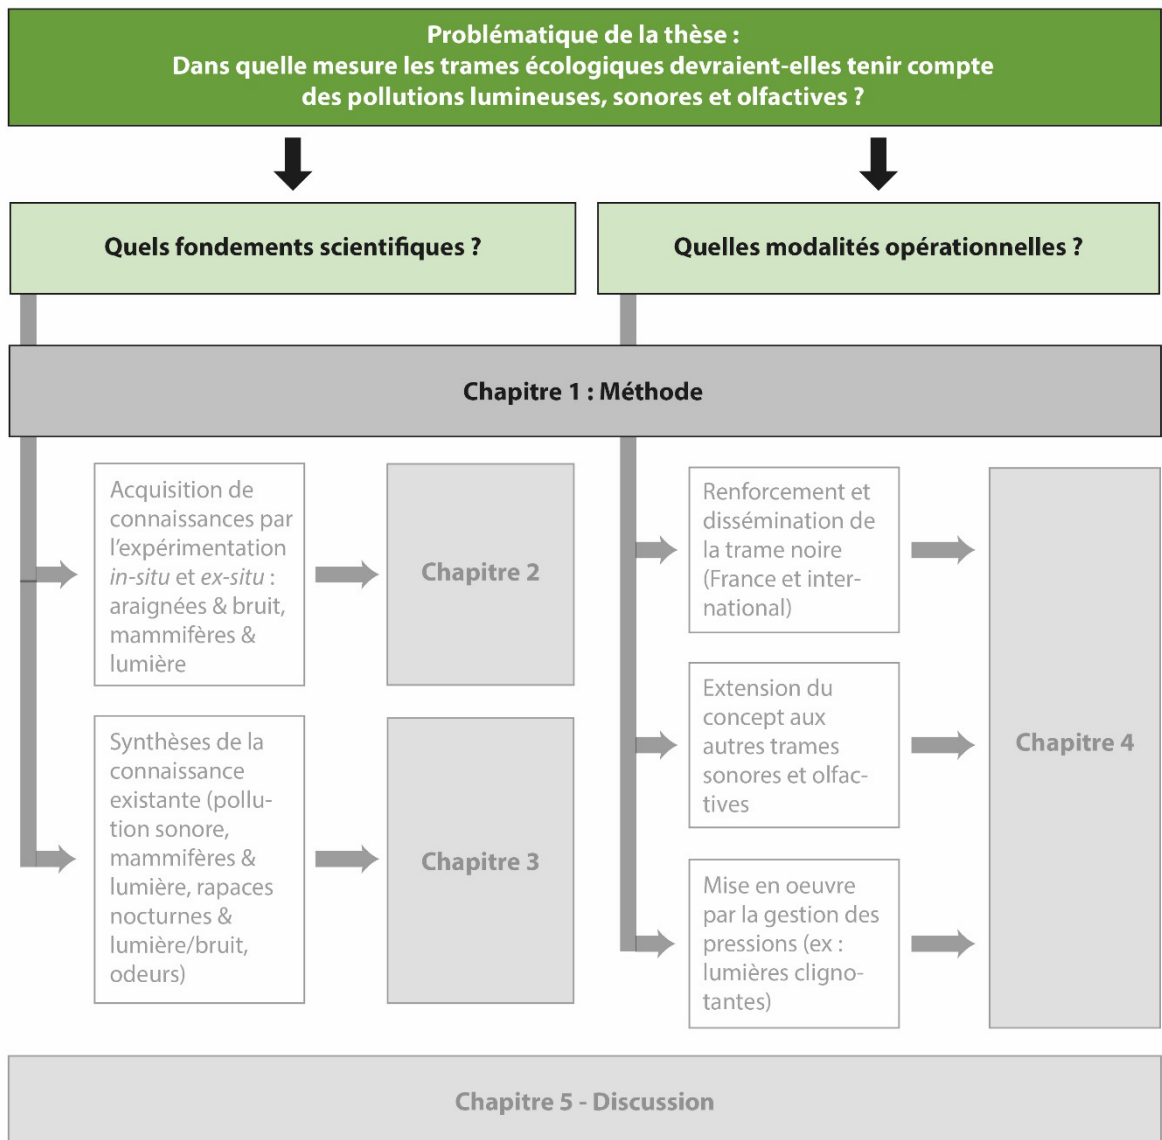 Problématique de la thèse :
Dans quelle mesure les trames écologiques devraient-elles tenir compte
des pollutions lumineuses, sonores et olfactives ?
Quels fondements scientifiques ?
Quelles modalités opérationnelles ?
Chapitre 1 : Méthode
Acquisition de
connaissances par
l'expérimentation
in-situ et ex-situ :
araignées & bruit,
mammifères &
lumière
Chapitre 2
Synthèses de la
connaissance
existante (pollu-
tion sonore,
mammifères &
lumière, rapaces
nocturnes &
lumière/bruit,
odeurs)
Chapitre 3
Renforcement et
dissémination de
la trame noire
(France et inter-
national)
Extension du
concept aux
autres trames
sonores et olfac-
tives
Mise en oeuvre
par la gestion des
pressions (ex :
lumières cligno-
tantes)
Chapitre 4
Chapitre 5 - Discussion